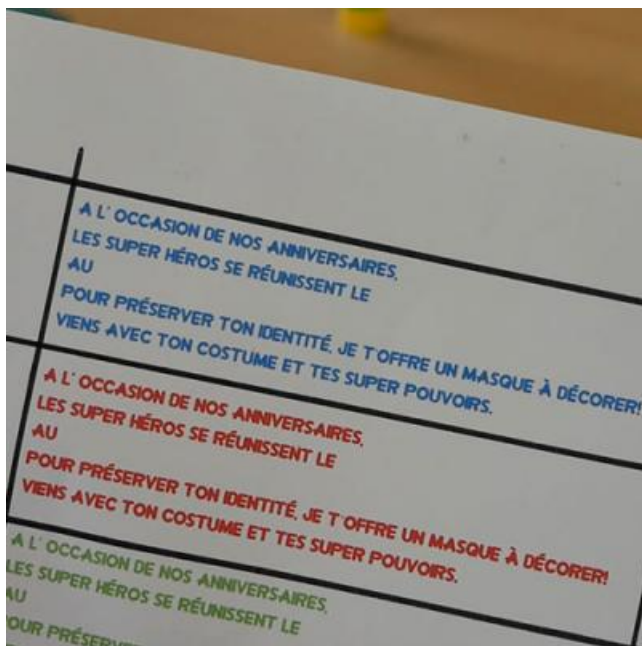 A L' OCCASION DE NOS ANNIVERSAIRES,
LES SUPER HÉROS SE RÉUNISSENT LE
AU
POUR PRÉSERVER TON IDENTITÉ, JE T'OFFRE UN MASQUE À DÉCORER!
VIENS AVEC TON COSTUME ET TES SUPER POUVOIRS.
A L' OCCASION DE NOS ANNIVERSAIRES,
LES SUPER HÉROS SE RÉUNISSENT LE
AU
POUR PRÉSERVER TON IDENTITÉ, JE T'OFFRE UN MASQUE À DÉCORER!
VIENS AVEC TON COSTUME ET TES SUPER POUVOIRS.
A L' OCCASION DE NOS ANNIVERSAIRES,
LES SUPER HÉROS SE RÉUNISSENT LE
AU